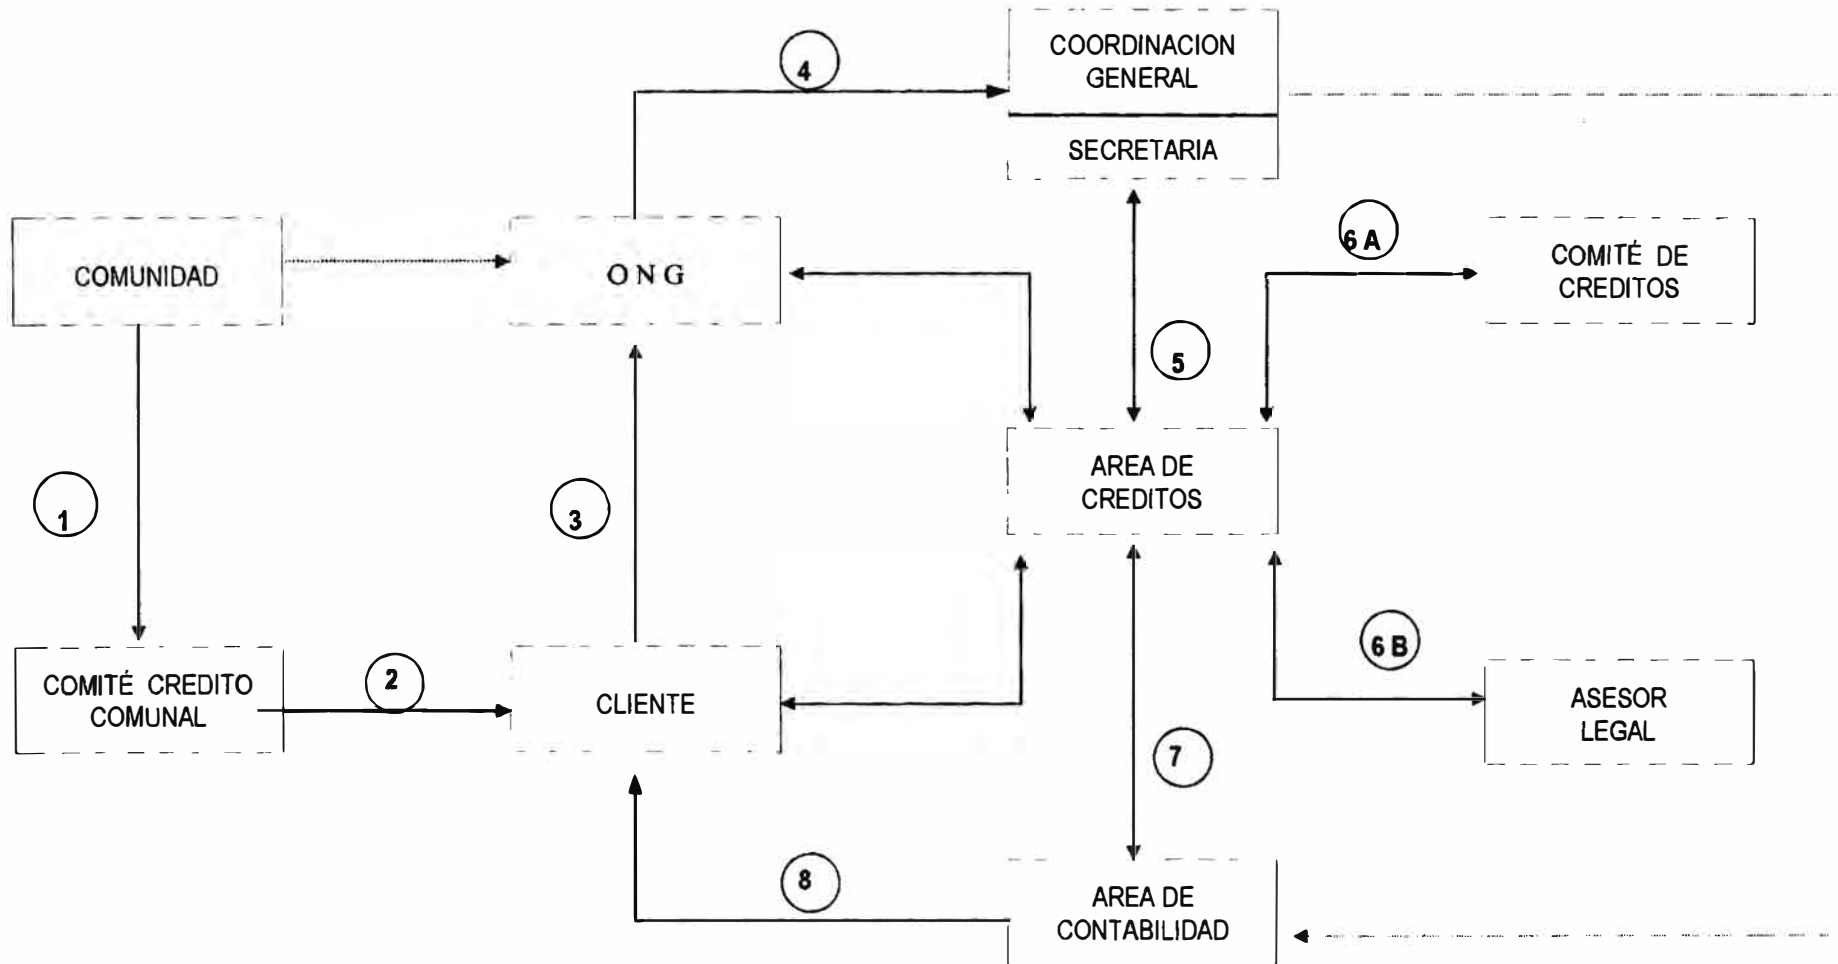 COORDINACION
GENERAL
4
SECRETARIA
6 A
COMUNIDAD
O N G
COMITÉ DE
CREDITOS
5
AREA DE
CREDITOS
1
3
6 B
COMITÉ CREDITO
COMUNAL
2
CLIENTE
ASESOR
LEGAL
7
8
AREA DE
CONTABILIDAD